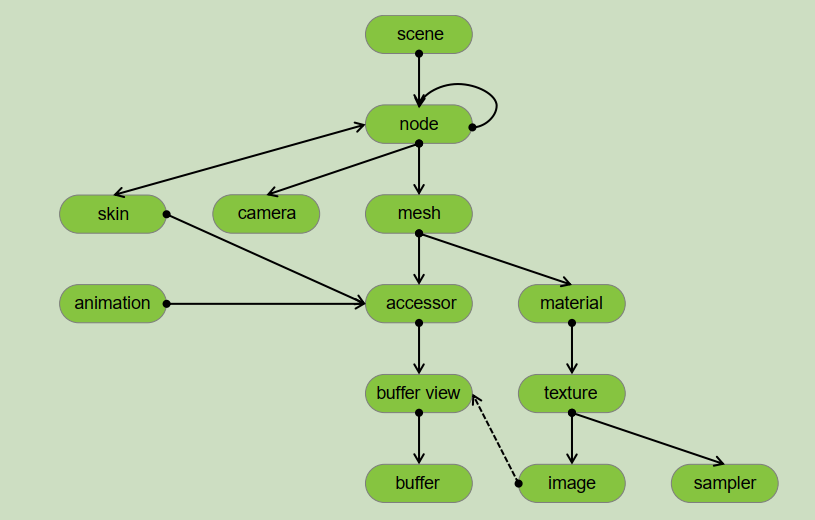 scene
node
skin
camera
mesh
animation
accessor
material
buffer view
texture
buffer
image
sampler